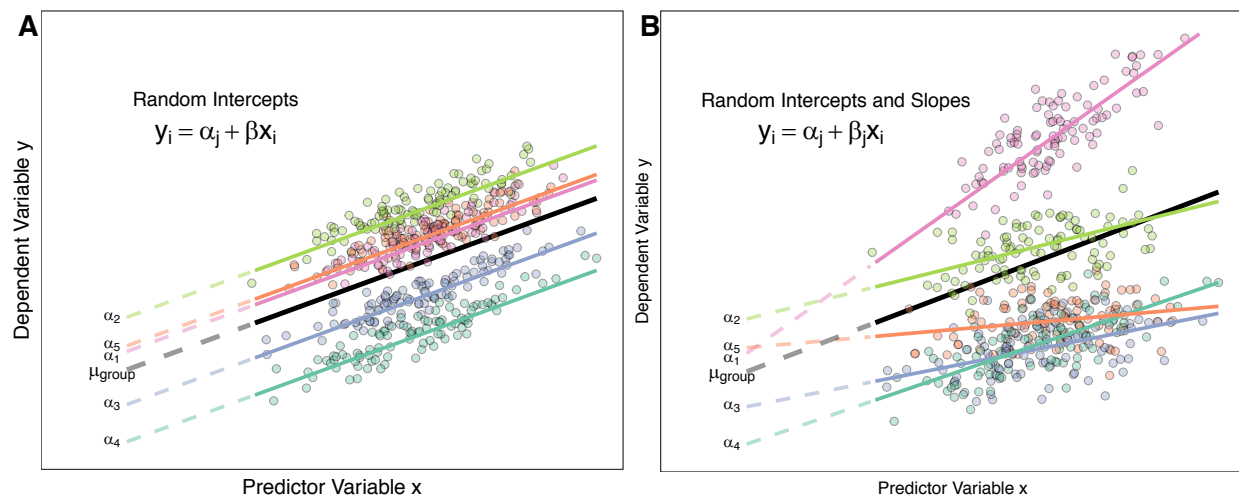 A
Random Intercepts
yᵢ = αⱼ + βxᵢ
Dependent Variable y
α₂
α₅
α₁
μgroup
α₃
α₄
Predictor Variable x
B
Random Intercepts and Slopes
yᵢ = αⱼ + βⱼxᵢ
Dependent Variable y
α₂
α₅
α₁
μgroup
α₃
α₄
Predictor Variable x